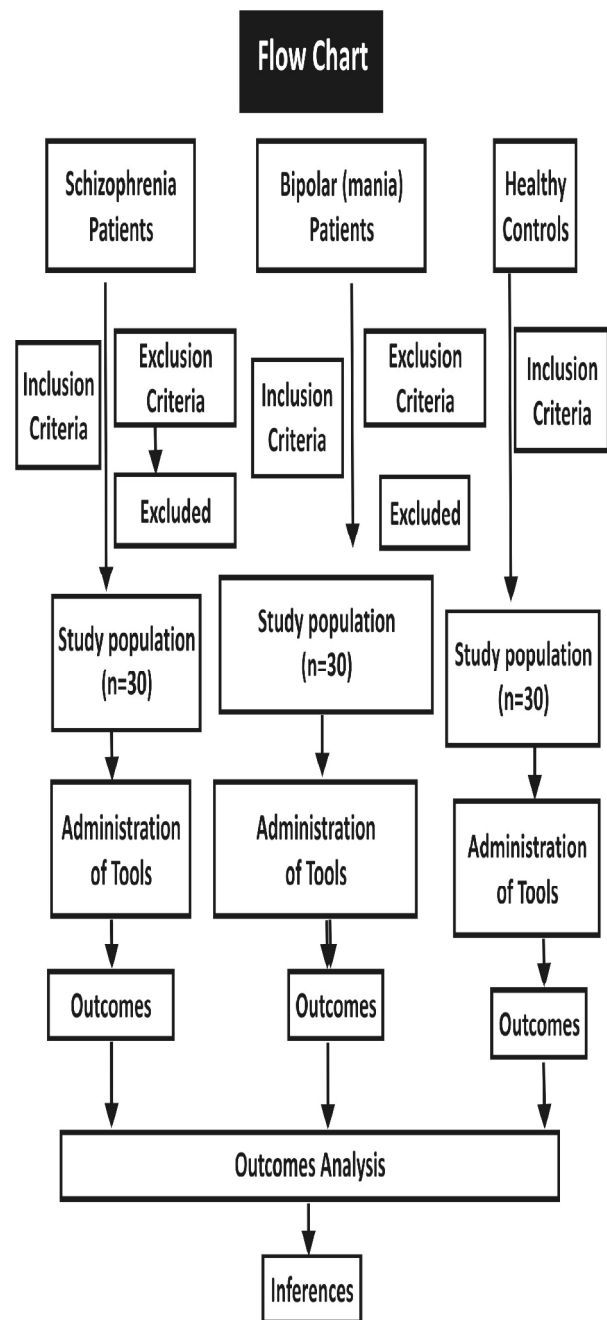 Flow Chart
Schizophrenia
Patients
Bipolar (mania)
Patients
Healthy
Controls
Inclusion
Criteria
Exclusion
Criteria
Excluded
Inclusion
Criteria
Exclusion
Criteria
Excluded
Inclusion
Criteria
Study population
(n=30)
Study population
(n=30)
Study population
(n=30)
Administration
of Tools
Administration
of Tools
Administration
of Tools
Outcomes
Outcomes
Outcomes
Outcomes Analysis
Inferences